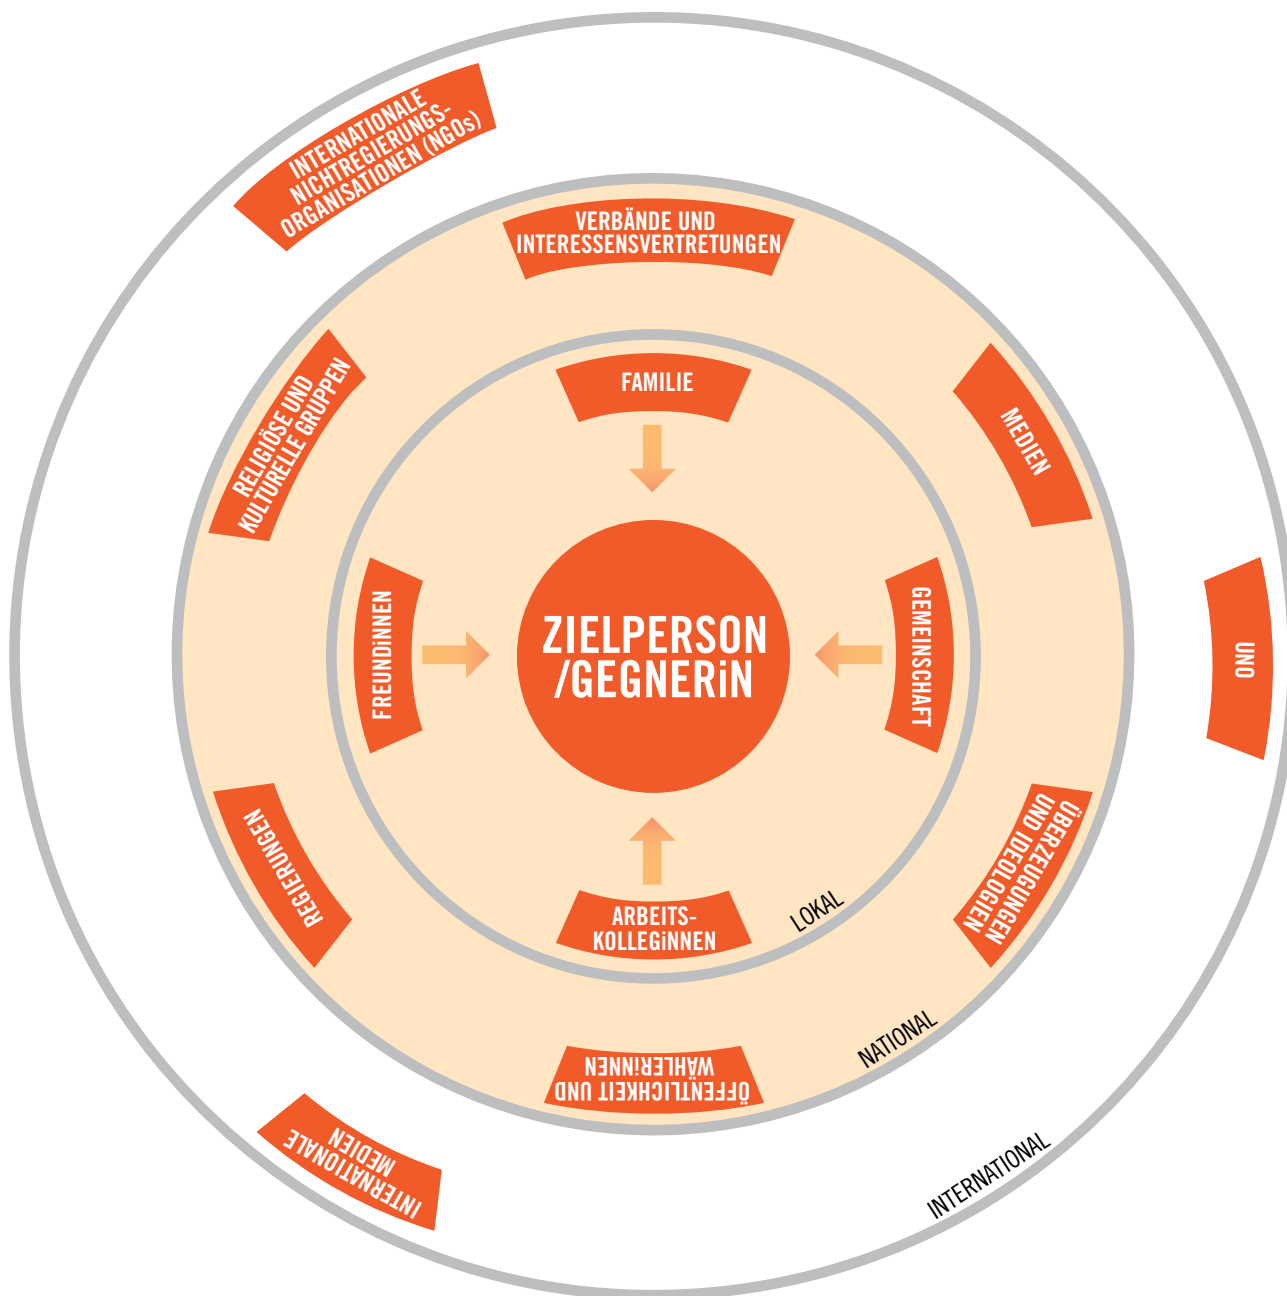 INTERNATIONALE
NICHTREGIERUNGS-
ORGANISATIONEN (NGOs)
VERBÄNDE UND
INTERESSENSVERTRETUNGEN
RELIGIÖSE UND
KULTURELLE GRUPPEN
FAMILIE
MEDIEN
FREUNDiNNEN
ZIELPERSON
/GEGNERiN
GEMEINSCHAFT
UNO
REGIERUNGEN
ARBEITS-
KOLLEGiNNEN
LOKAL
ÜBERZEUGUNGEN
UND IDEOLOGIEN
NATIONAL
ÖFFENTLICHKEIT UND
WÄHLERiNNEN
INTERNATIONALE
MEDIEN
INTERNATIONAL